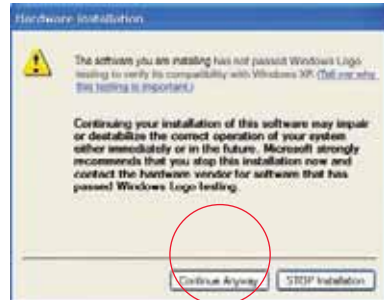 Hardware Installation
The software you are installing has not passed Windows Logo
testing to verify its compatibility with Windows XP. (Tell me why
this testing is important.)
Continuing your installation of this software may impair
or destabilize the correct operation of your system
either immediately or in the future. Microsoft strongly
recommends that you stop this installation now and
contact the hardware vendor for software that has
passed Windows Logo testing.
Continue Anyway
STOP Installation